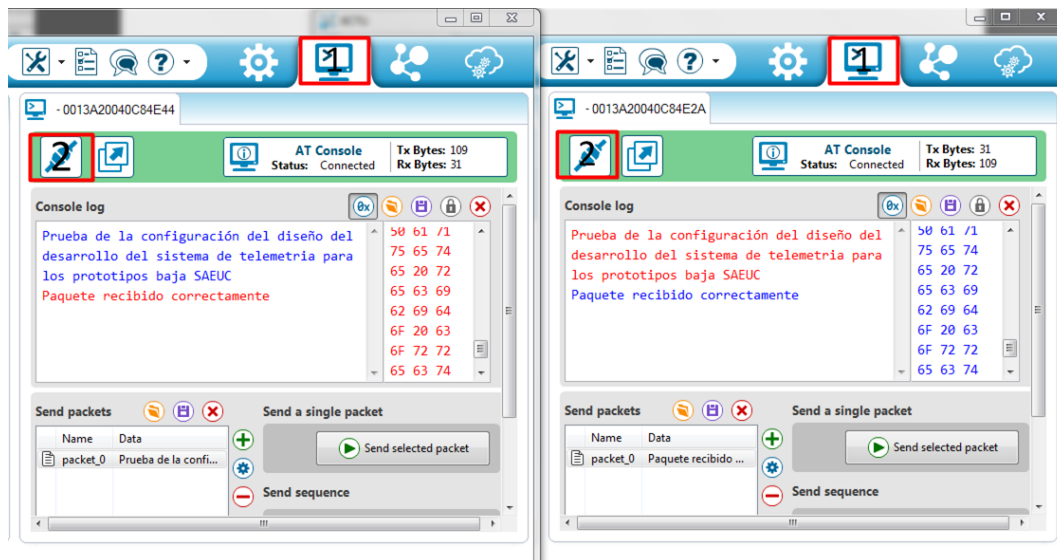 1
- 0013A20040C84E44
2
AT Console
Status: Connected
Tx Bytes: 109
Rx Bytes: 31
Console log
0x
Prueba de la configuración del diseño del
desarrollo del sistema de telemetria para
los prototipos baja SAEUC
Paquete recibido correctamente
50 61 71
75 65 74
65 20 72
65 63 69
62 69 64
6F 20 63
6F 72 72
65 63 74
Send packets
Name Data
packet_0 Prueba de la confi...
Send a single packet
Send selected packet
Send sequence
1
- 0013A20040C84E2A
2
AT Console
Status: Connected
Tx Bytes: 31
Rx Bytes: 109
Console log
0x
Prueba de la configuración del diseño del
desarrollo del sistema de telemetria para
los prototipos baja SAEUC
Paquete recibido correctamente
50 61 71
75 65 74
65 20 72
65 63 69
62 69 64
6F 20 63
6F 72 72
65 63 74
Send packets
Name Data
packet_0 Paquete recibido ...
Send a single packet
Send selected packet
Send sequence